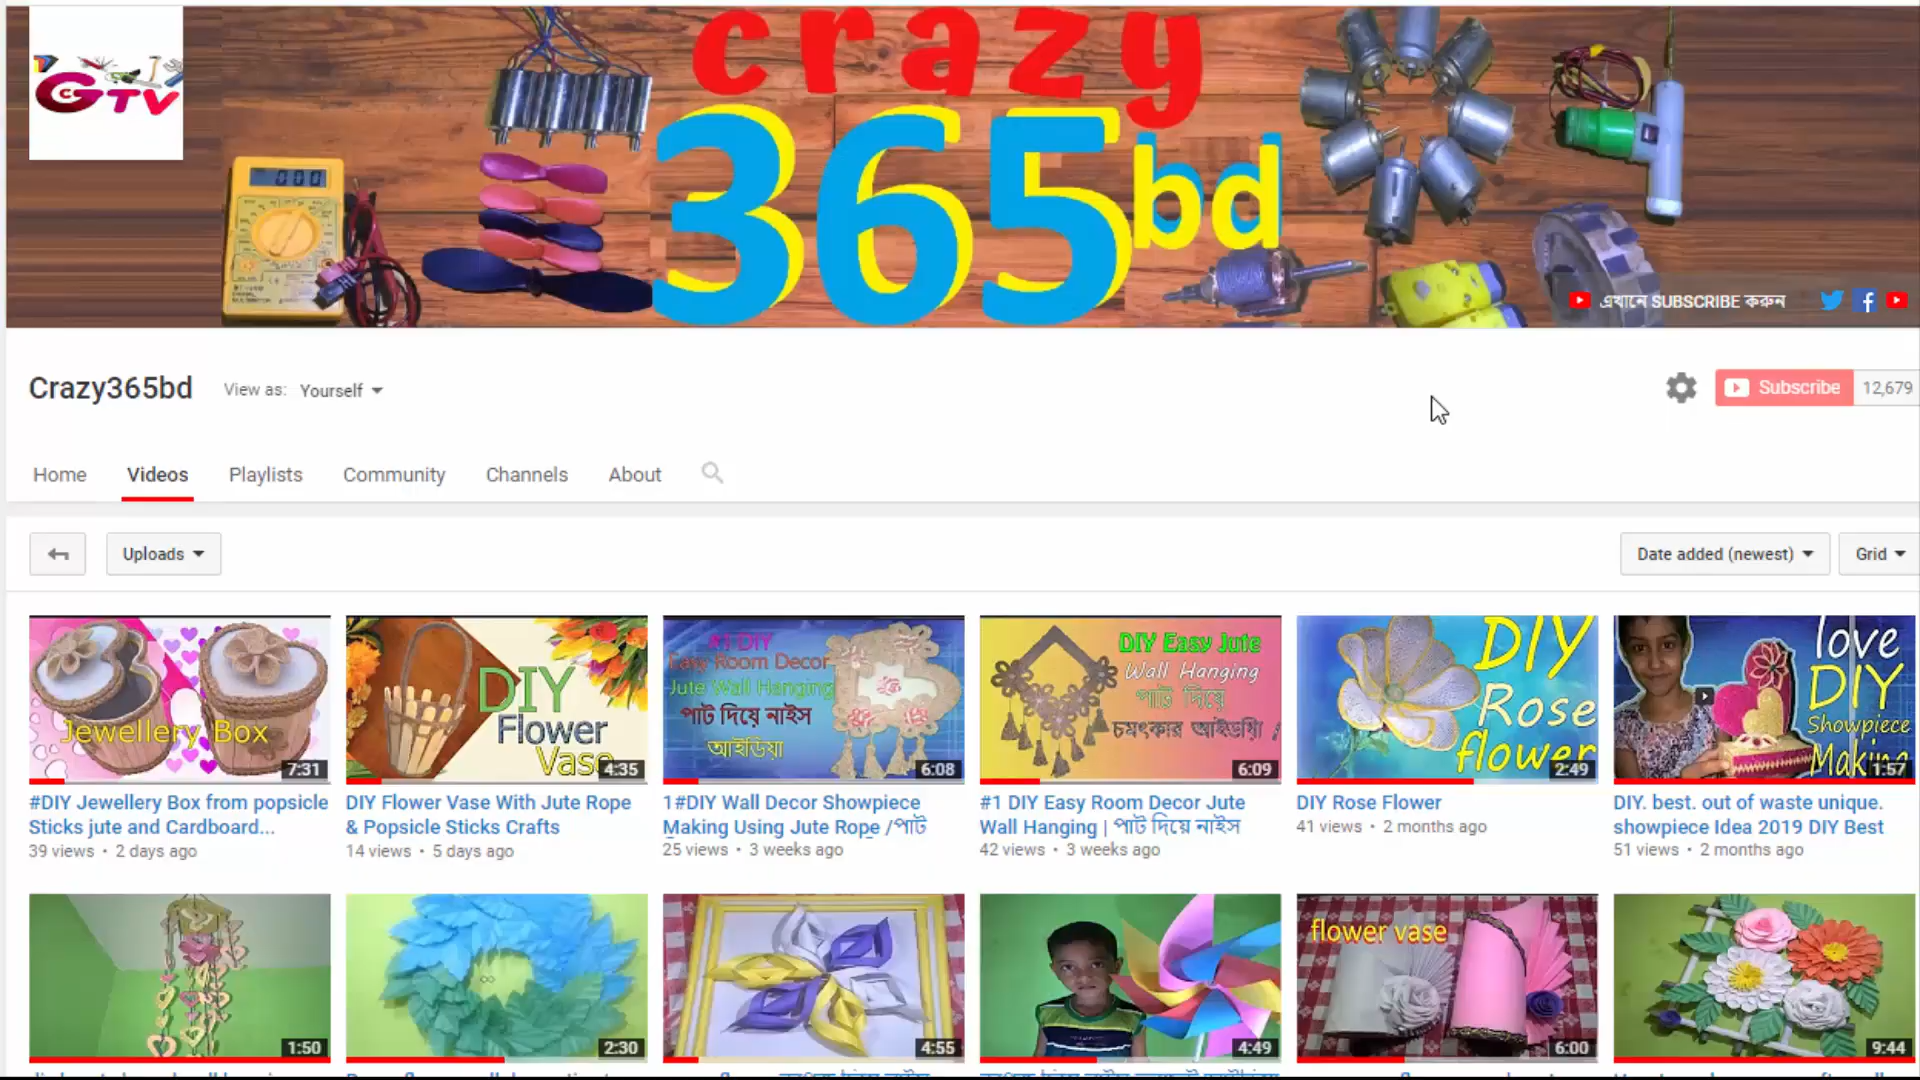 GTV
000
crazy
365bd
এখানে SUBSCRIBE করুন
Crazy365bd
View as: Yourself
Subscribe 12,679
Home Videos Playlists Community Channels About
Uploads
Date added (newest) Grid
Jewellery Box
7:31
DIY
Flower
Vase
4:35
#1 DIY
Easy Room Decor
Jute Wall Hanging
পাট দিয়ে নাইস
আইডিয়া
6:08
DIY Easy Jute
Wall Hanging
পাট দিয়ে
চমৎকার আইডিয়া /
6:09
DIY
Rose
flower
2:49
love
DIY
Showpiece
Making
1:57
#DIY Jewellery Box from popsicle
Sticks jute and Cardboard...
39 views • 2 days ago
DIY Flower Vase With Jute Rope
& Popsicle Sticks Crafts
14 views • 5 days ago
1#DIY Wall Decor Showpiece
Making Using Jute Rope /পাট
25 views • 3 weeks ago
#1 DIY Easy Room Decor Jute
Wall Hanging | পাট দিয়ে নাইস
42 views • 3 weeks ago
DIY Rose Flower
41 views • 2 months ago
DIY. best. out of waste unique.
showpiece Idea 2019 DIY Best
51 views • 2 months ago
1:50
2:30
4:55
4:49
flower vase
6:00
9:44